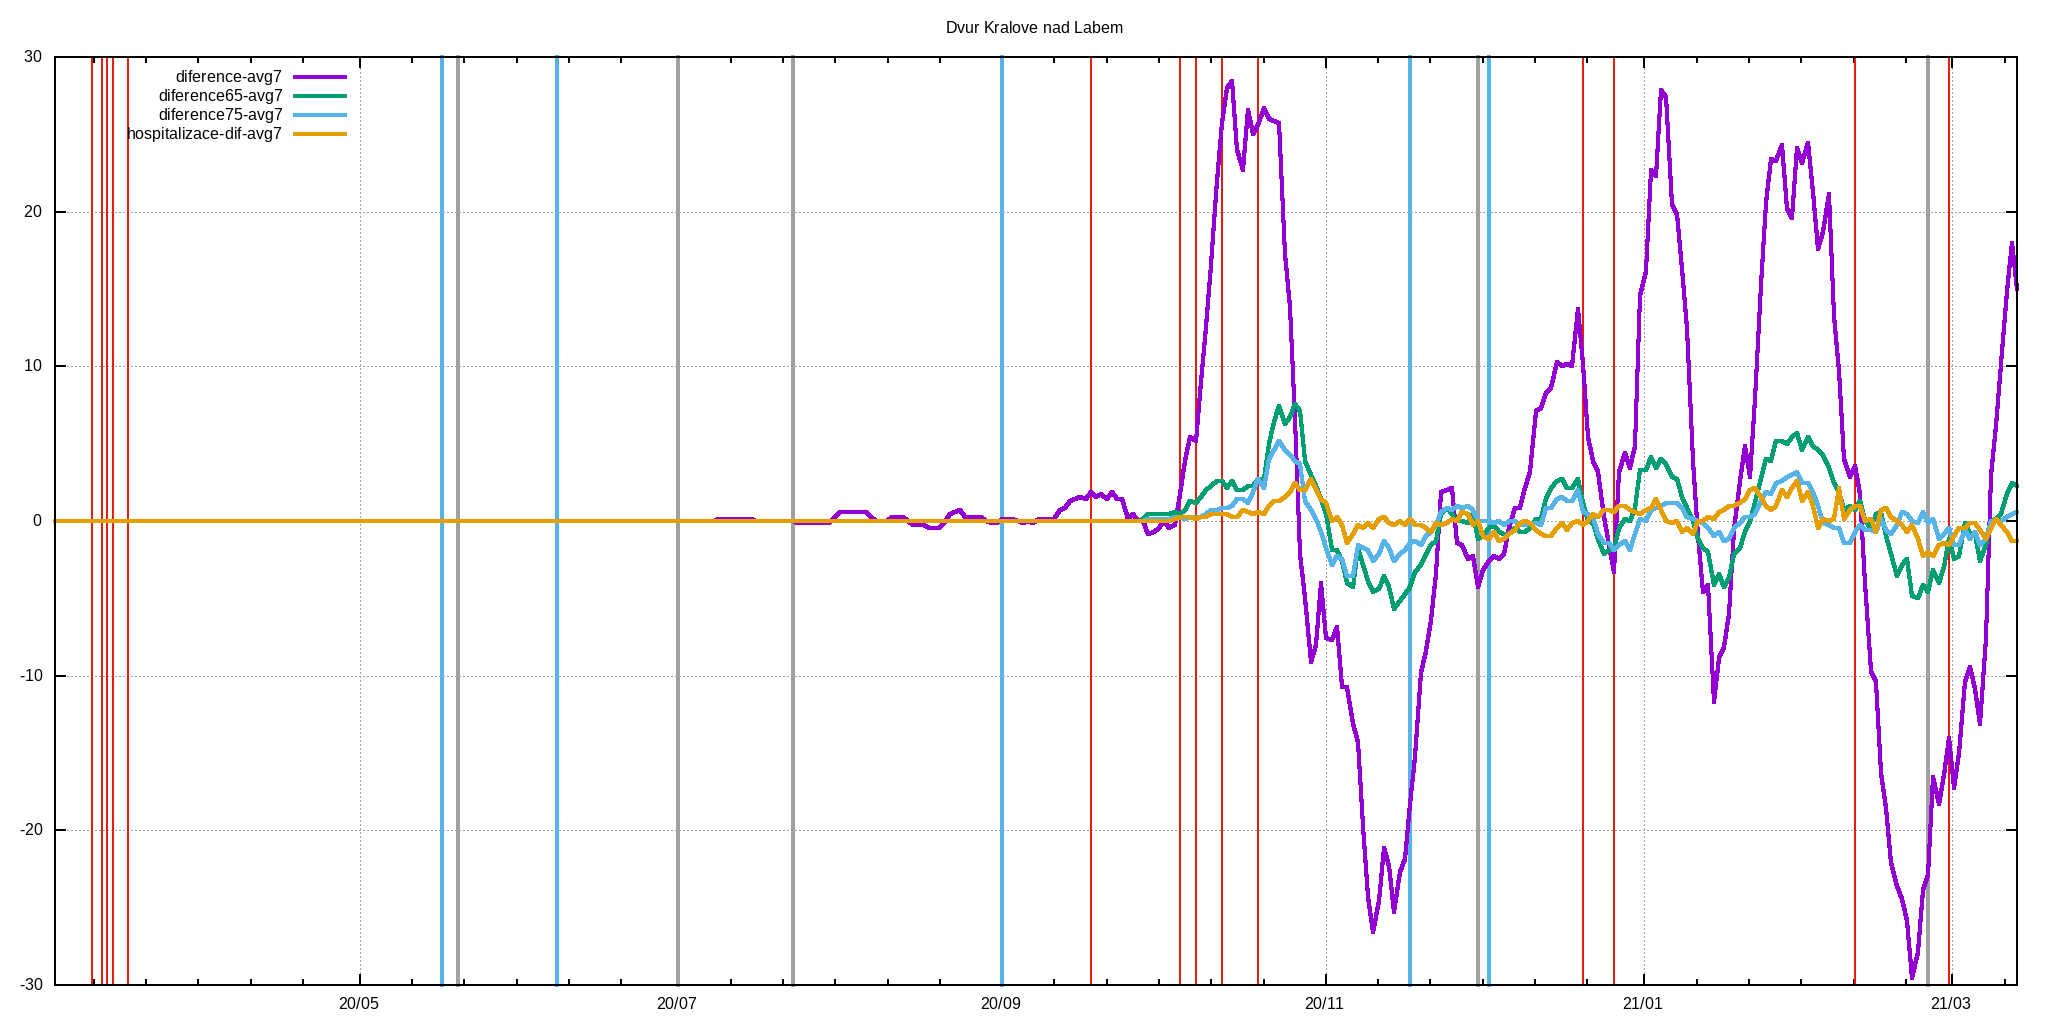 Dvur Kralove nad Labem
30
20
10
0
-10
-20
-30
diference-avg7
diference65-avg7
diference75-avg7
hospitalizace-dif-avg7
20/05
20/07
20/09
20/11
21/01
21/03